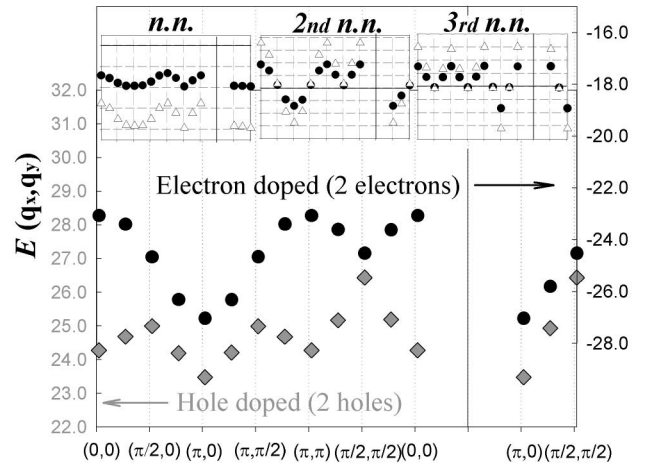 n.n. 2nd n.n. 3rd n.n.
-16.0
32.0 -18.0
31.0 -20.0
30.0
Electron doped (2 electrons)
29.0 -22.0
28.0
27.0 -24.0
26.0 -26.0
25.0
24.0 -28.0
23.0
Hole doped (2 holes)
22.0
E (qx,qy)
(0,0) (π/2,0) (π,0) (π,π/2) (π,π) (π/2,π/2) (0,0) (π,0) (π/2,π/2)